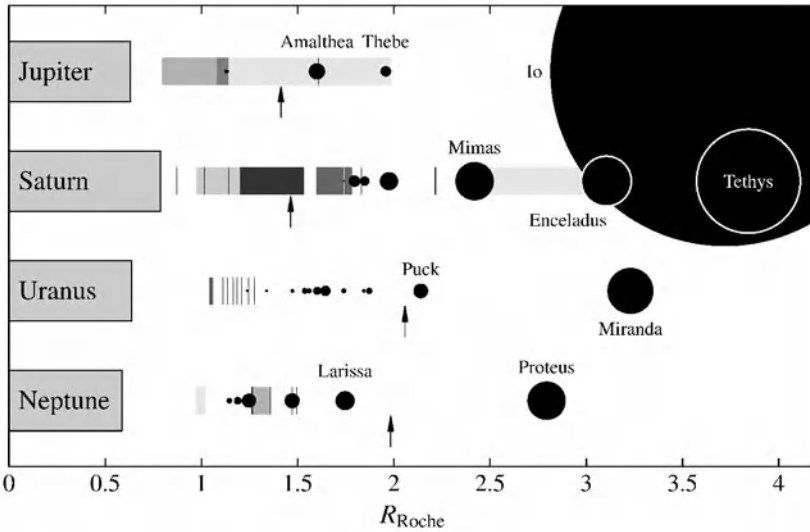 Amalthea Thebe
Jupiter
Io
Mimas
Saturn
Tethys
Enceladus
Puck
Uranus
Miranda
Larissa
Proteus
Neptune
0 0.5 1 1.5 2 2.5 3 3.5 4
R_Roche